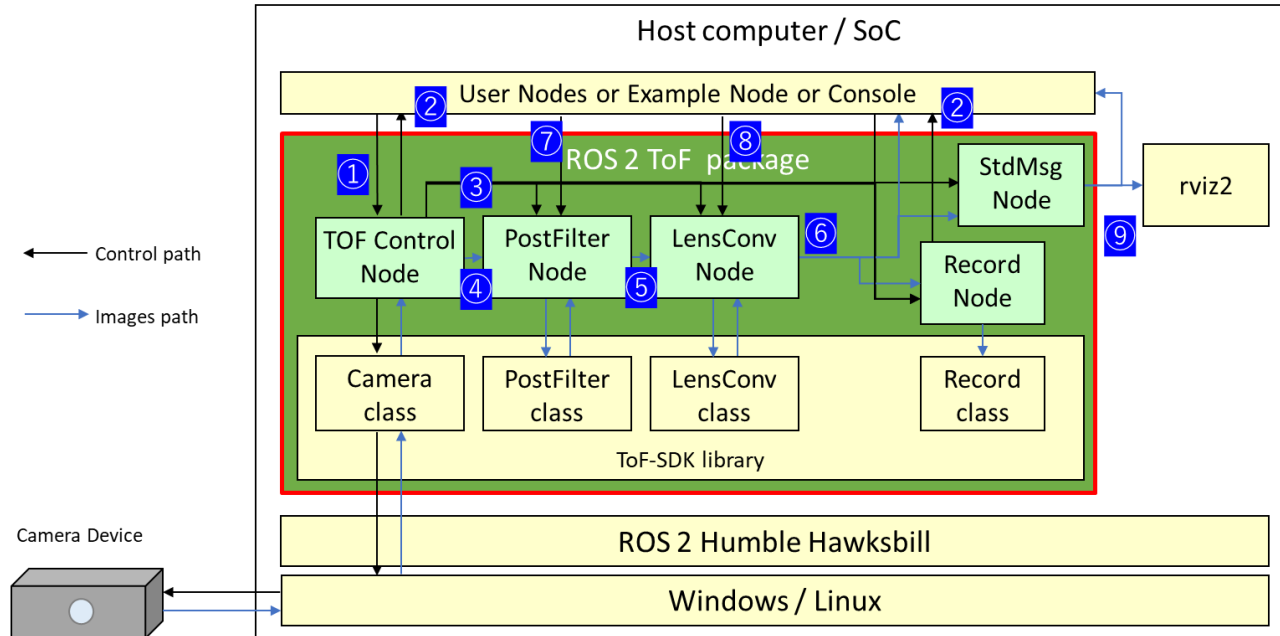 Host computer / SoC
User Nodes or Example Node or Console
②
②
⑦
⑧
ROS 2 ToF package
①
③
StdMsg
Node
rviz2
TOF Control
Node
PostFilter
Node
LensConv
Node
⑥
⑨
④
⑤
Record
Node
Control path
Images path
Camera
class
PostFilter
class
LensConv
class
Record
class
ToF-SDK library
Camera Device
ROS 2 Humble Hawksbill
Windows / Linux